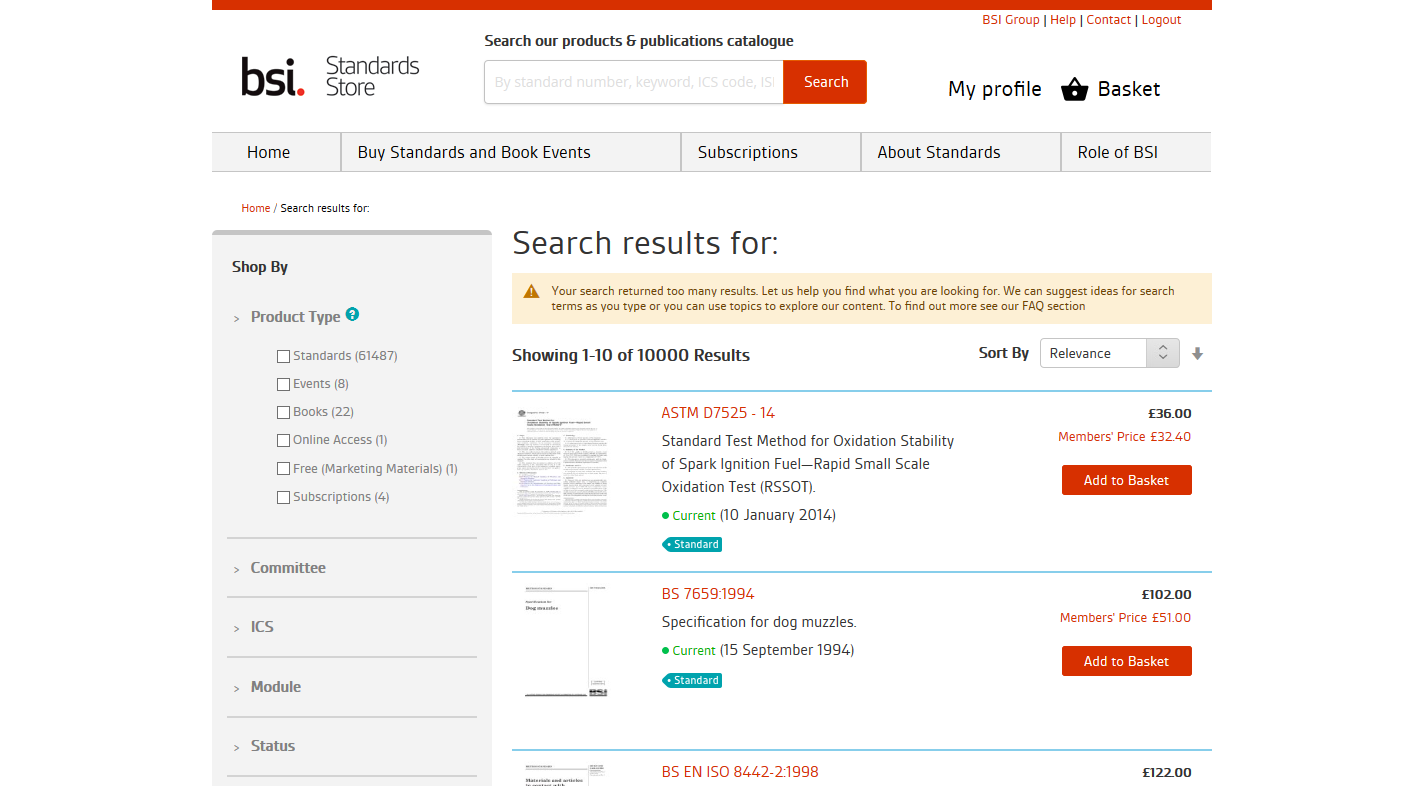 BSI Group | Help | Contact | Logout
Search our products & publications catalogue
bsi.
Standards
Store
By standard number, keyword, ICS code, ISI
Search
My profile
Basket
Home
Buy Standards and Book Events
Subscriptions
About Standards
Role of BSI
Home / Search results for:
Shop By
> Product Type ?
Standards (61487)
Events (8)
Books (22)
Online Access (1)
Free (Marketing Materials) (1)
Subscriptions (4)
> Committee
> ICS
> Module
> Status
Search results for:
Your search returned too many results. Let us help you find what you are looking for. We can suggest ideas for search
terms as you type or you can use topics to explore our content. To find out more see our FAQ section
Showing 1-10 of 10000 Results
Sort By
Relevance
ASTM D7525 - 14
£36.00
Members' Price £32.40
Standard Test Method for Oxidation Stability
of Spark Ignition Fuel—Rapid Small Scale
Oxidation Test (RSSOT).
Add to Basket
Current (10 January 2014)
Standard
Dog muzzles
BSI
BS 7659:1994
£102.00
Members' Price £51.00
Specification for dog muzzles.
Current (15 September 1994)
Add to Basket
Standard
Materials and articles
BS EN ISO 8442-2:1998
£122.00